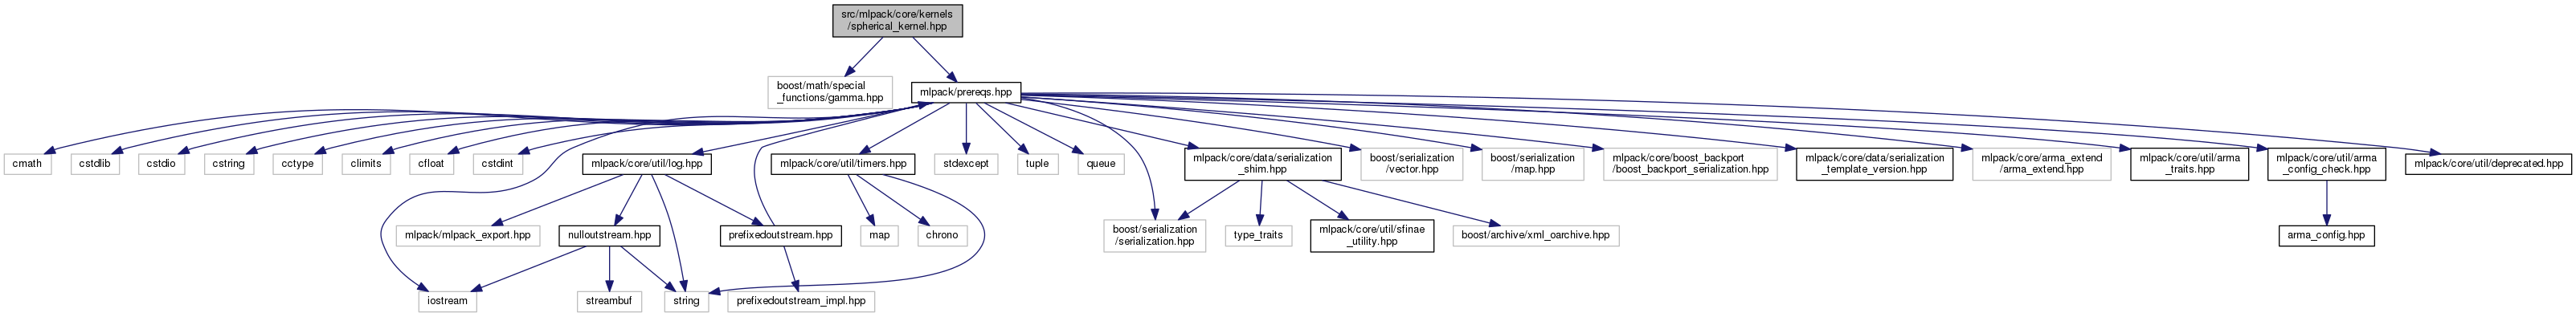 src/mlpack/core/kernels
/spherical_kernel.hpp
boost/math/special
_functions/gamma.hpp
mlpack/prereqs.hpp
cmath
cstdlib
cstdio
cstring
cctype
climits
cfloat
cstdint
mlpack/core/util/log.hpp
mlpack/core/util/timers.hpp
stdexcept
tuple
queue
mlpack/core/data/serialization
_shim.hpp
boost/serialization
/vector.hpp
boost/serialization
/map.hpp
mlpack/core/boost_backport
/boost_backport_serialization.hpp
mlpack/core/data/serialization
_template_version.hpp
mlpack/core/arma_extend
/arma_extend.hpp
mlpack/core/util/arma
_traits.hpp
mlpack/core/util/arma
_config_check.hpp
mlpack/core/util/deprecated.hpp
mlpack/mlpack_export.hpp
nulloutstream.hpp
prefixedoutstream.hpp
map
chrono
boost/serialization
/serialization.hpp
type_traits
mlpack/core/util/sfinae
_utility.hpp
boost/archive/xml_oarchive.hpp
arma_config.hpp
iostream
streambuf
string
prefixedoutstream_impl.hpp